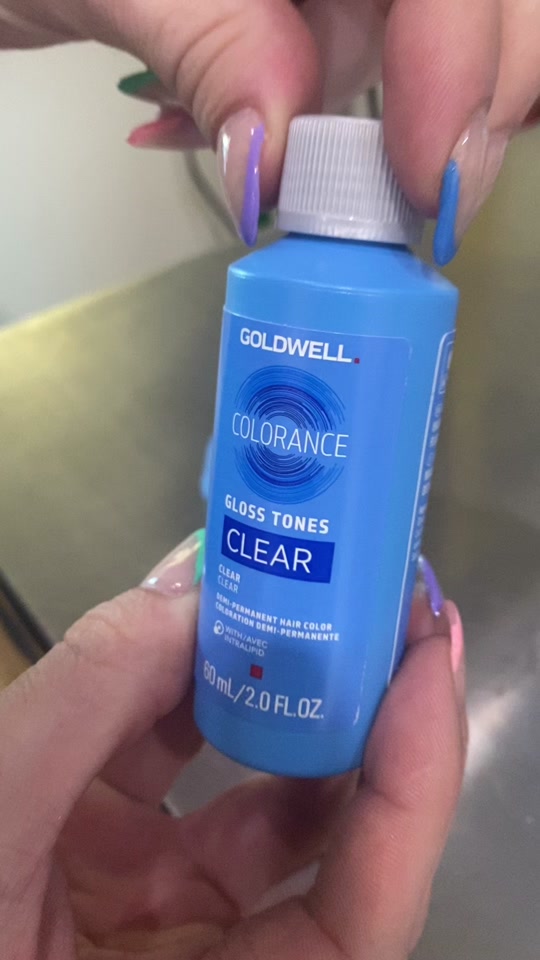 GOLDWELL.
COLORANCE
GLOSS TONES
CLEAR
CLEAR
CLEAR
DEMI-PERMANENT HAIR COLOR
COLORATION DEMI-PERMANENTE
WITH/AVEC
INTRALIPID
60 mL/2.0 FL.OZ.